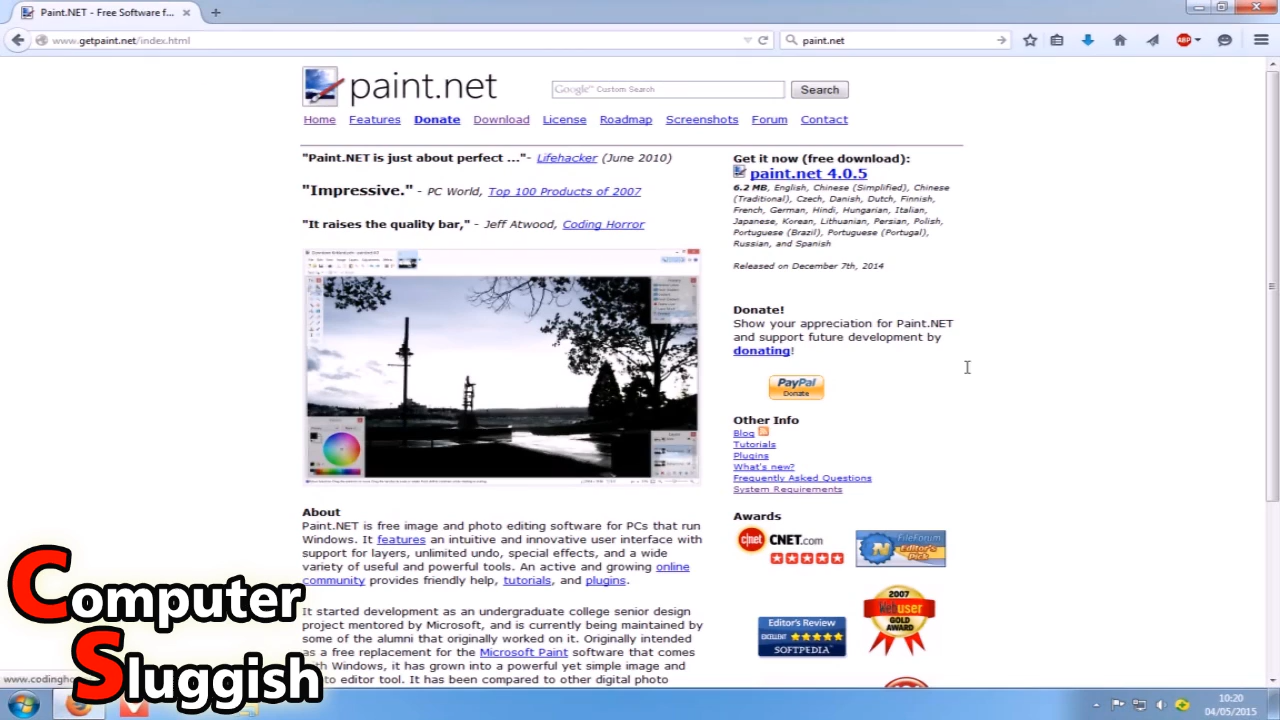 Paint.NET - Free Software f...
www.getpaint.net/index.html
paint.net
ABP
paint.net
Google™ Custom Search
Search
Home Features Donate Download License Roadmap Screenshots Forum Contact
"Paint.NET is just about perfect ..."- Lifehacker (June 2010)
"Impressive." - PC World, Top 100 Products of 2007
"It raises the quality bar," - Jeff Atwood, Coding Horror
Get it now (free download):
paint.net 4.0.5
6.2 MB, English, Chinese (Simplified), Chinese
(Traditional), Czech, Danish, Dutch, Finnish,
French, German, Hindi, Hungarian, Italian,
Japanese, Korean, Lithuanian, Persian, Polish,
Portuguese (Brazil), Portuguese (Portugal),
Russian, and Spanish
Released on December 7th, 2014
Donate!
Show your appreciation for Paint.NET
and support future development by
donating!
PayPal
Donate
Other Info
Blog
Tutorials
Plugins
What's new?
Frequently Asked Questions
System Requirements
Awards
c|net CNET.com
FileForum
Editor's
Pick
2007
Webuser
GOLD
AWARD
Editor's Review
EXCELLENT
SOFTPEDIA™
About
Paint.NET is free image and photo editing software for PCs that run
Windows. It features an intuitive and innovative user interface with
support for layers, unlimited undo, special effects, and a wide
variety of useful and powerful tools. An active and growing online
community provides friendly help, tutorials, and plugins.
It started development as an undergraduate college senior design
project mentored by Microsoft, and is currently being maintained by
some of the alumni that originally worked on it. Originally intended
as a free replacement for the Microsoft Paint software that comes
with Windows, it has grown into a powerful yet simple image and
photo editor tool. It has been compared to other digital photo
www.codingho
Computer
Sluggish
10:20
04/05/2015